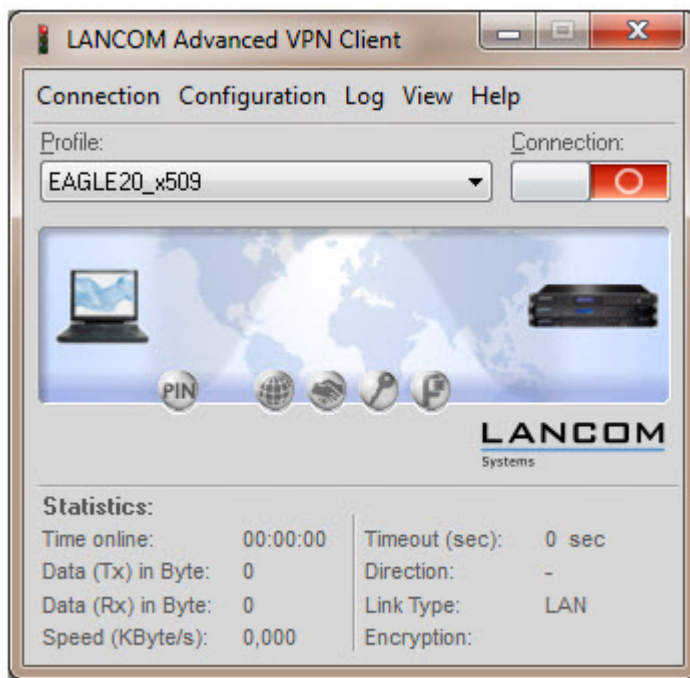 LANCOM Advanced VPN Client
Connection Configuration Log View Help
Profile: Connection:
EAGLE20_x509
PIN
LANCOM
Systems
Statistics:
Time online: 00:00:00 Timeout (sec): 0 sec
Data (Tx) in Byte: 0 Direction: -
Data (Rx) in Byte: 0 Link Type: LAN
Speed (KByte/s): 0,000 Encryption: